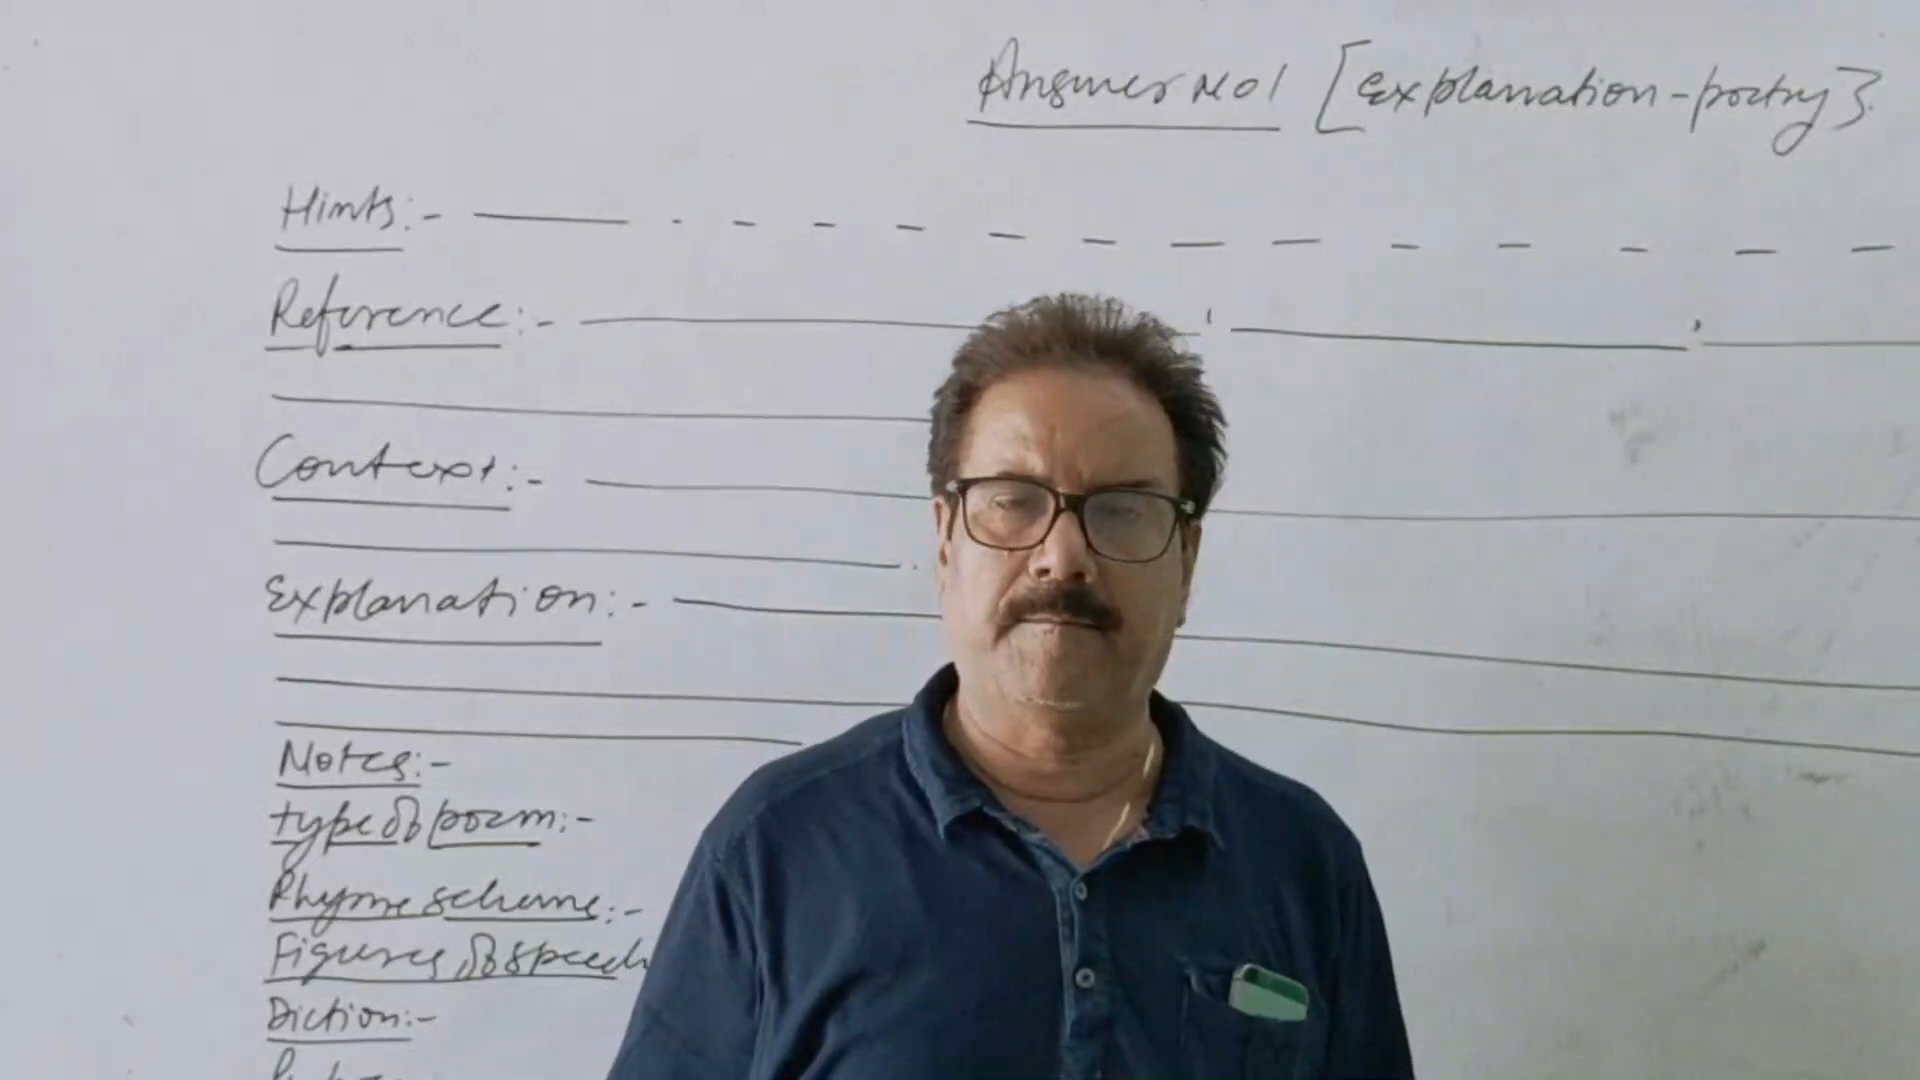 Answer No 1 [Explanation-poetry}
Hints:-
Reference:-
Context:-
Explanation:-
Notes:-
type of poem:-
Rhyme scheme:-
Figures of speech
Diction:-